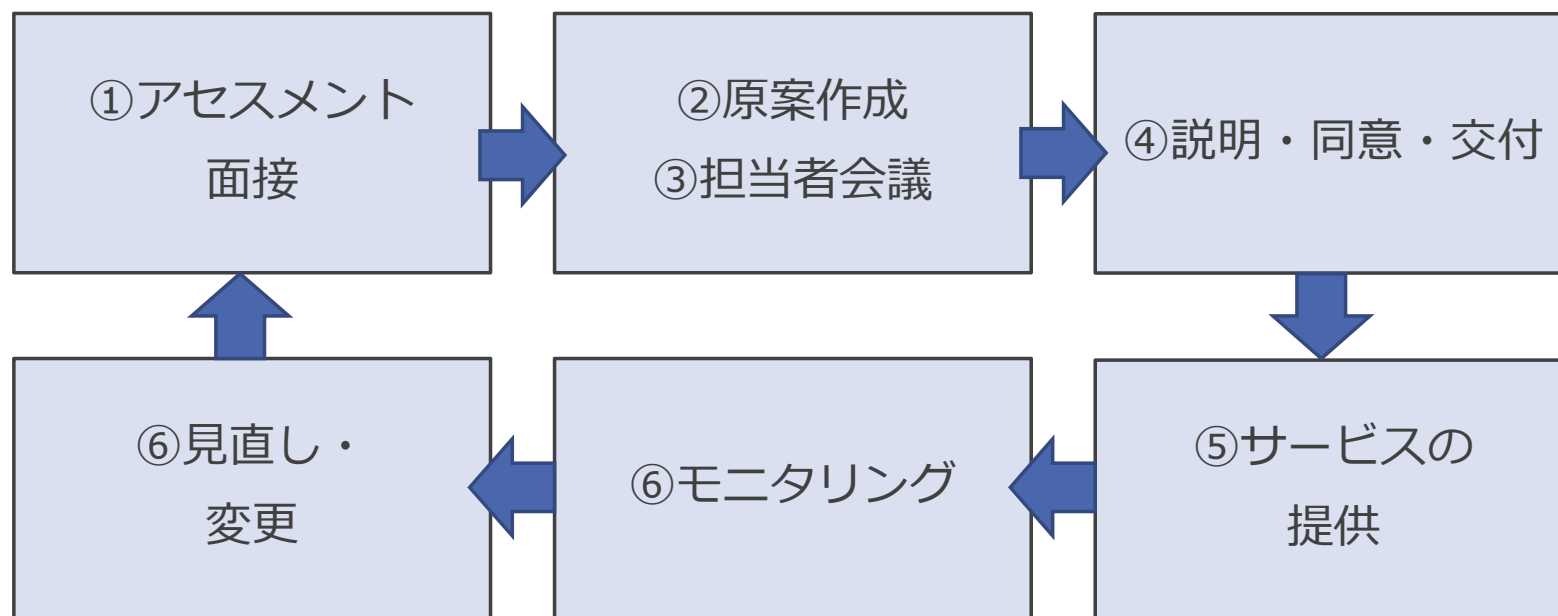 ①アセスメント
面接
②原案作成
③担当者会議
④説明・同意・交付
⑤サービスの
提供
⑥モニタリング
⑥見直し・
変更